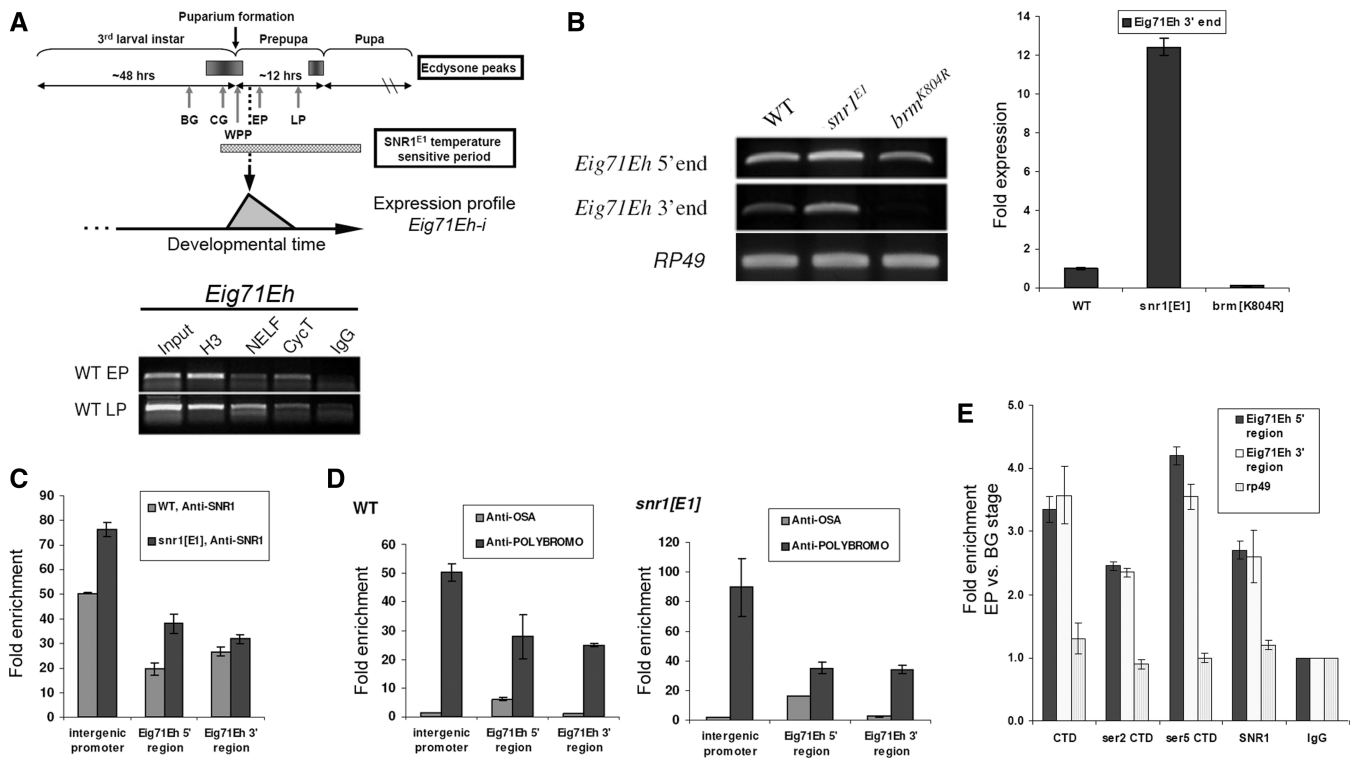 A
Puparium formation
3rd larval instar
Prepupa
Pupa
Ecdysone peaks
~48 hrs
~12 hrs
BG
CG
WPP
EP
LP
SNR1E1 temperature
sensitive period
Expression profile
Eig71Eh-i
Developmental time
Eig71Eh
Input
H3
NELF
CycT
IgG
WT EP
WT LP
B
WT
snr1E1
brmK804R
Eig71Eh 5'end
Eig71Eh 3'end
RP49
Eig71Eh 3' end
Fold expression
14
12
10
8
6
4
2
0
WT
snr1[E1]
brm[K804R]
C
Fold enrichment
90
80
70
60
50
40
30
20
10
0
WT, Anti-SNR1
snr1[E1], Anti-SNR1
intergenic
promoter
Eig71Eh 5'
region
Eig71Eh 3'
region
D
WT
Anti-OSA
Anti-POLYBROMO
Fold enrichment
60
50
40
30
20
10
0
intergenic
promoter
Eig71Eh 5'
region
Eig71Eh 3'
region
snr1[E1]
Anti-OSA
Anti-POLYBROMO
Fold enrichment
120
100
80
60
40
20
0
intergenic
promoter
Eig71Eh 5'
region
Eig71Eh 3'
region
E
Fold enrichment
EP vs. BG stage
5.0
4.0
3.0
2.0
1.0
0.0
Eig71Eh 5'
region
Eig71Eh 3'
region
rp49
CTD
ser2 CTD
ser5 CTD
SNR1
IgG